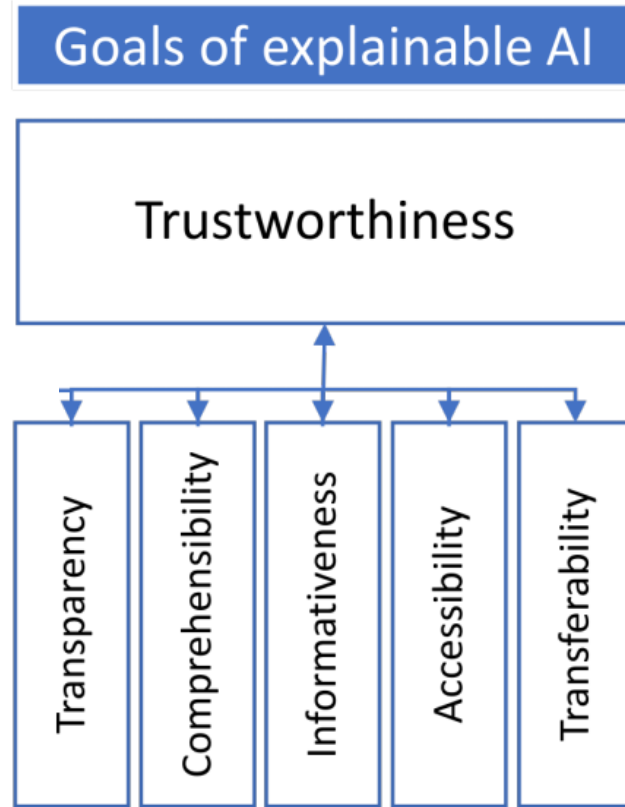 Goals of explainable AI
Trustworthiness
Transparency
Comprehensibility
Informativeness
Accessibility
Transferability